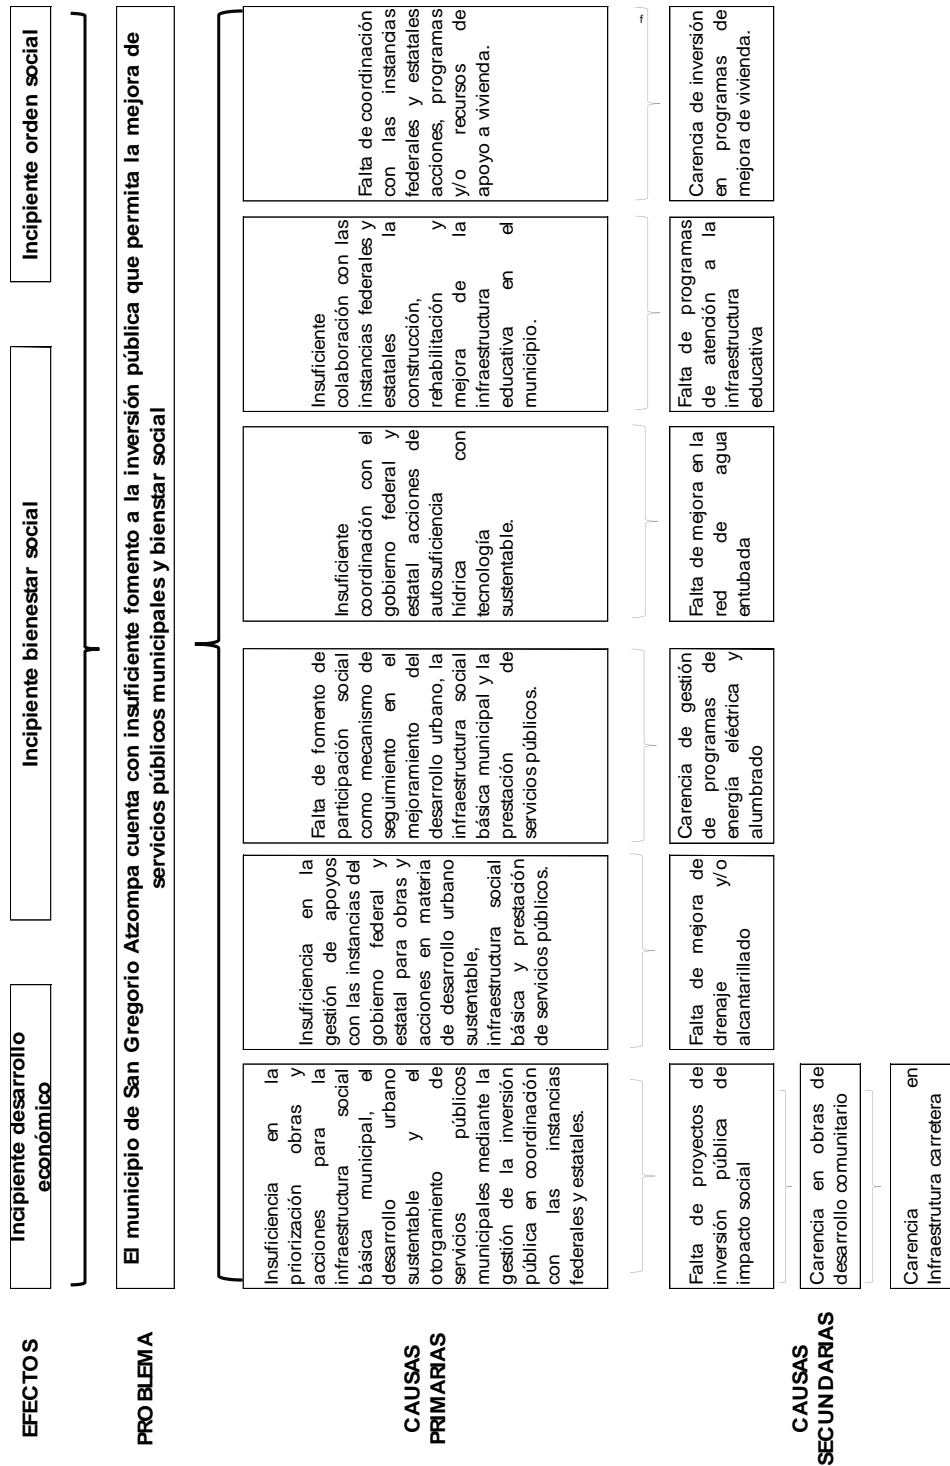 EFECTOS
Incipiente desarrollo
económico
Incipiente bienestar social
Incipiente orden social
PROBLEMA
El municipio de San Gregorio Atzompa cuenta con insuficiente fomento a la inversión pública que permita la mejora de
servicios públicos municipales y bienstar social
CAUSAS
PRIMARIAS
Insuficiencia en la
priorización obras y
acciones para la
infraestructura social
básica municipal, el
desarrollo urbano
sustentable y el
otorgamiento de
servicios públicos
municipales mediante la
gestión de la inversión
pública en coordinación
con las instancias
federales y estatales.
Insuficiencia en la
gestión de apoyos
con las instancias del
gobierno federal y
estatal para obras y
acciones en materia
de desarrollo urbano
sustentable,
infraestructura social
básica y prestación
de servicios públicos.
Falta de fomento de
participación social
como mecanismo de
seguimiento en el
mejoramiento del
desarrollo urbano, la
infraestructura social
básica municipal y la
prestación de
servicios públicos.
Insuficiente
coordinación con el
gobierno federal y
estatal acciones de
autosuficiencia
hídrica con
tecnología
sustentable.
Insuficiente
colaboración con las
instancias federales y
estatales la
construcción,
rehabilitación y
mejora de la
infraestructura
educativa en el
municipio.
Falta de coordinación
con las instancias
federales y estatales
acciones, programas
y/o recursos de
apoyo a vivienda.
f
CAUSAS
SECUNDARIAS
Falta de proyectos de
inversión pública de
impacto social
Falta de mejora de
drenaje y/o
alcantarillado
Carencia de gestión
de programas de
energía eléctrica y
alumbrado
Falta de mejora en la
red de agua
entubada
Falta de programas
de atención a la
infraestructura
educativa
Carencia de inversión
en programas de
mejora de vivienda.
Carencia en obras de
desarrollo comunitario
Carencia en
Infraestrutura carretera